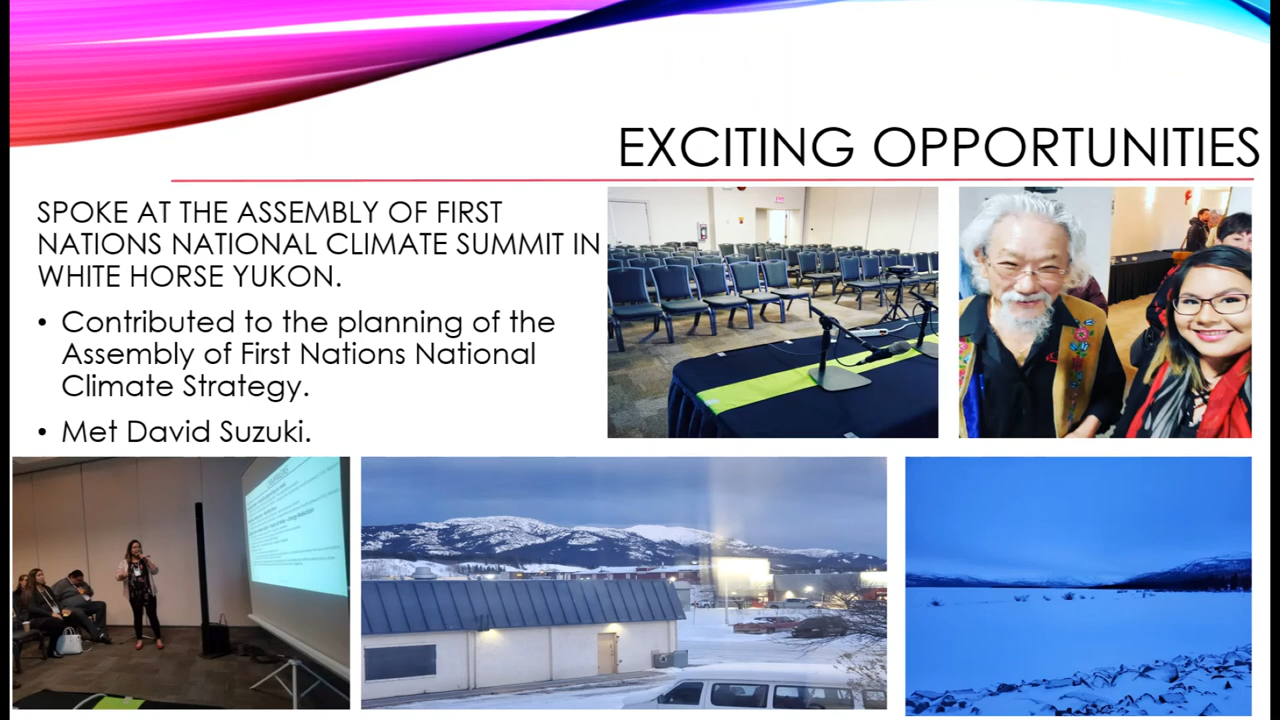 EXCITING OPPORTUNITIES
SPOKE AT THE ASSEMBLY OF FIRST
NATIONS NATIONAL CLIMATE SUMMIT IN
WHITE HORSE YUKON.
• Contributed to the planning of the
Assembly of First Nations National
Climate Strategy.
• Met David Suzuki.